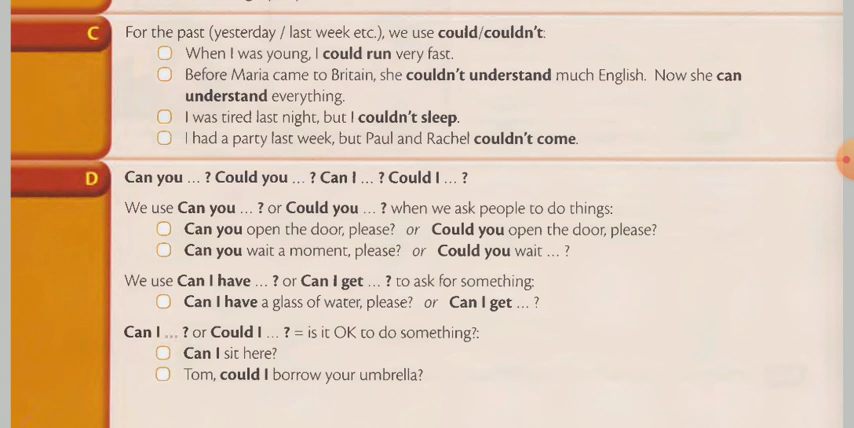 C
For the past (yesterday / last week etc.), we use could/couldn't:
When I was young, I could run very fast.
Before Maria came to Britain, she couldn't understand much English. Now she can
understand everything.
I was tired last night, but I couldn't sleep.
I had a party last week, but Paul and Rachel couldn't come.
D
Can you ... ? Could you ... ? Can I ... ? Could I ... ?
We use Can you ... ? or Could you ... ? when we ask people to do things:
Can you open the door, please? or Could you open the door, please?
Can you wait a moment, please? or Could you wait ... ?
We use Can I have ... ? or Can I get ... ? to ask for something:
Can I have a glass of water, please? or Can I get ... ?
Can I ... ? or Could I ... ? = is it OK to do something?:
Can I sit here?
Tom, could I borrow your umbrella?